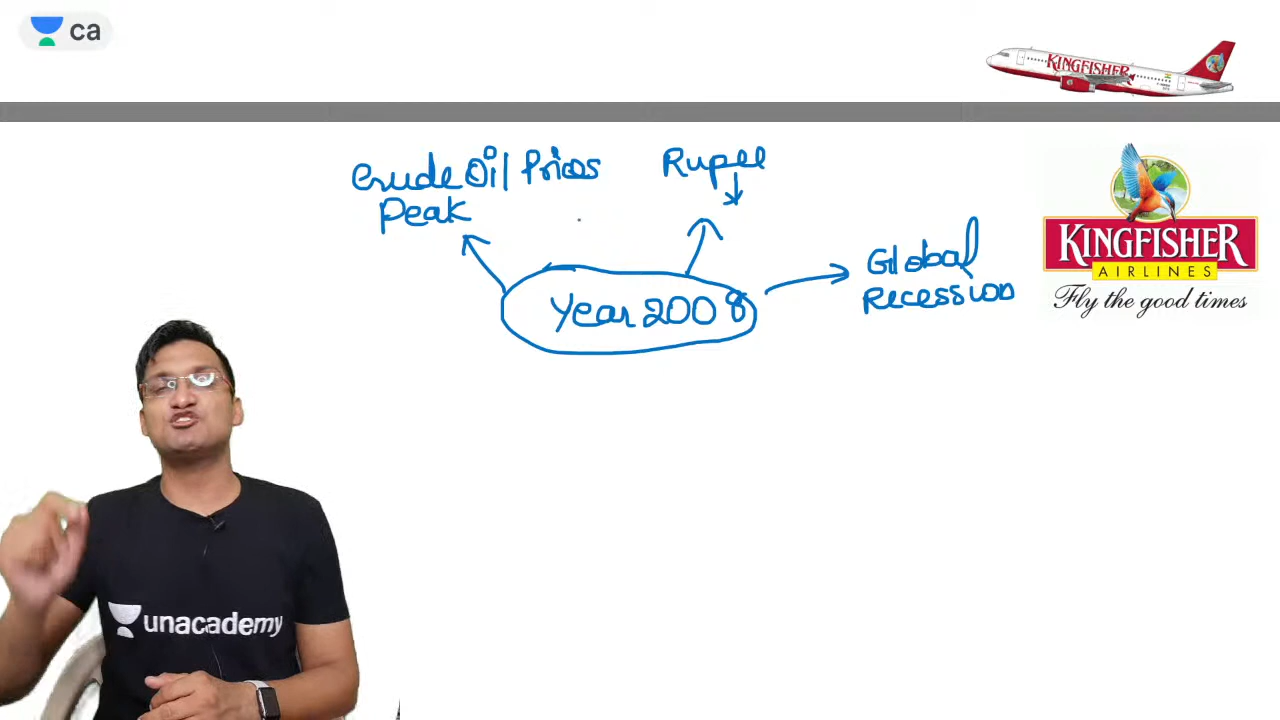 ca
KINGFISHER
Crude Oil Prices
Peak
Rupee
Global
Recession
Year 2008
KINGFISHER
AIRLINES
Fly the good times
unacademy